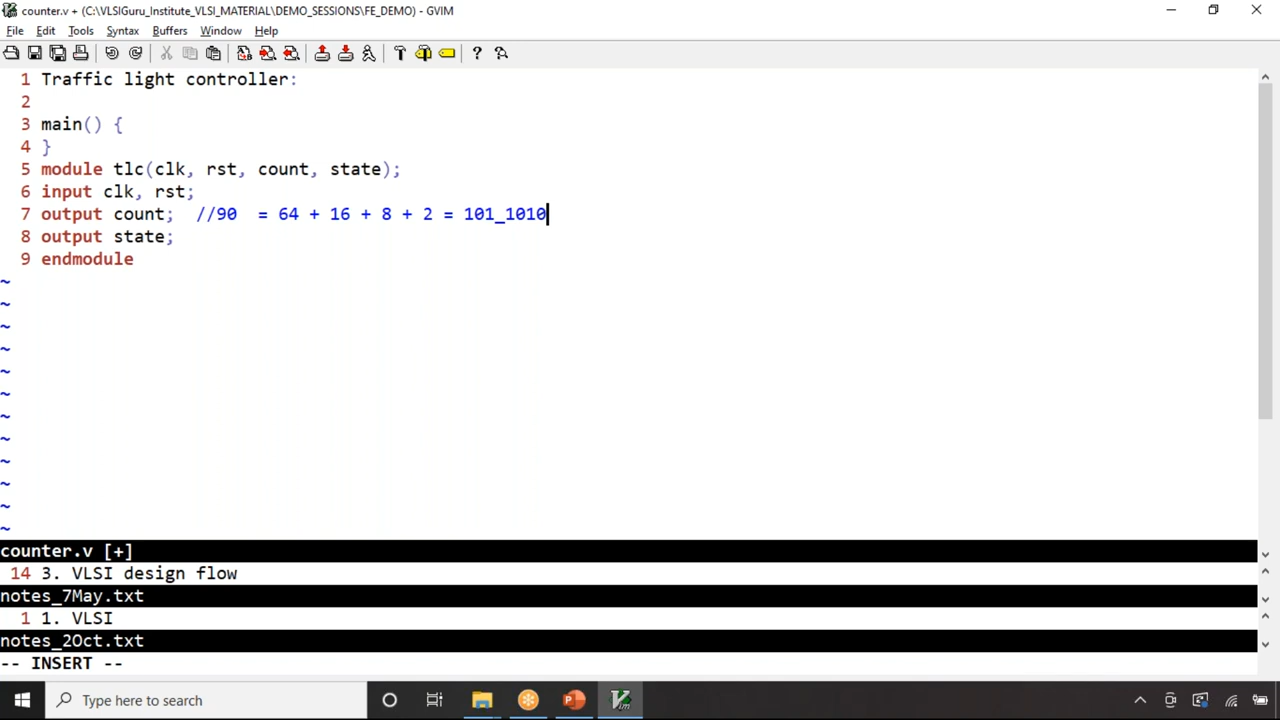 counter.v + (C:\VLSIGuru_Institute_VLSI_MATERIAL\DEMO_SESSIONS\FE_DEMO) - GVIM
File Edit Tools Syntax Buffers Window Help
1 Traffic light controller:
2
3 main() {
4 }
5 module tlc(clk, rst, count, state);
6 input clk, rst;
7 output count;  //90  = 64 + 16 + 8 + 2 = 101_1010
8 output state;
9 endmodule
~
~
~
~
~
~
~
~
~
~
~
~
counter.v [+]
14 3. VLSI design flow
notes_7May.txt
1 1. VLSI
notes_2Oct.txt
-- INSERT --
Type here to search